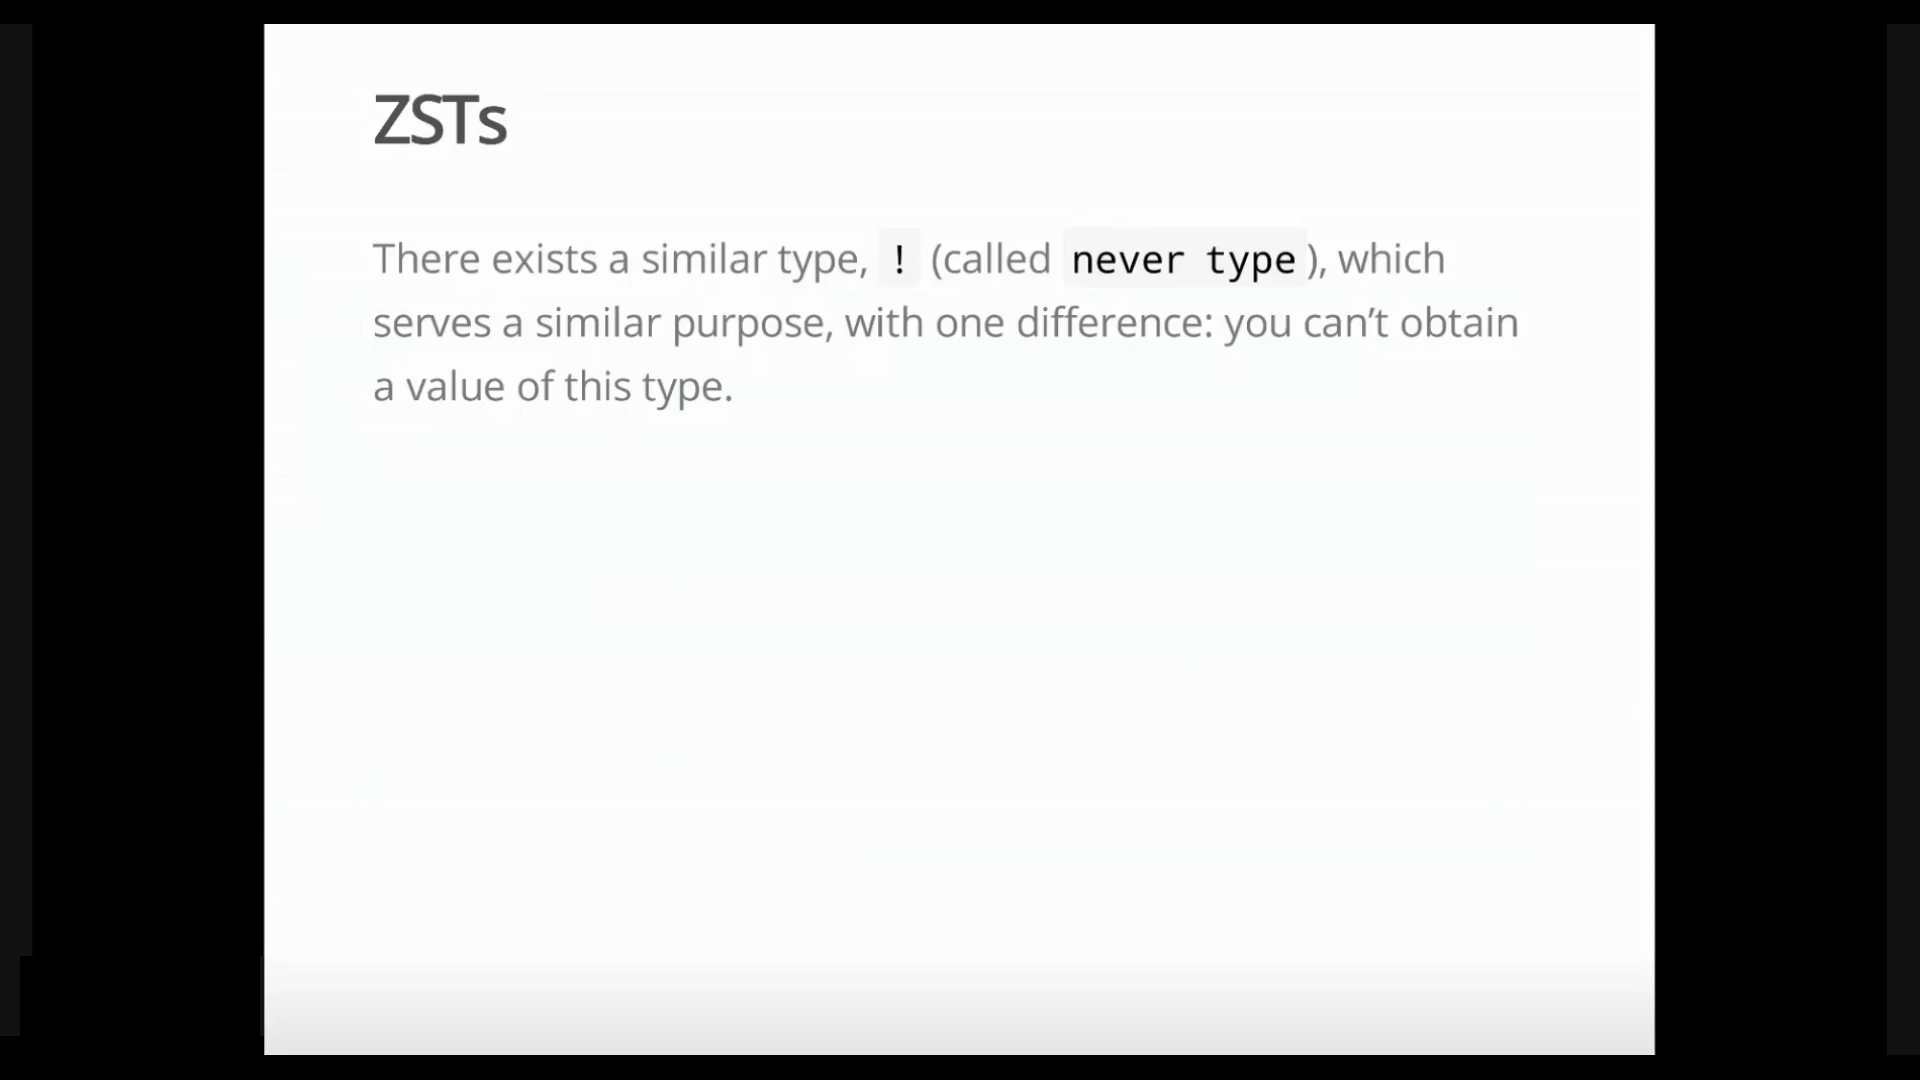 ZSTs
There exists a similar type, ! (called never type), which
serves a similar purpose, with one difference: you can’t obtain
a value of this type.